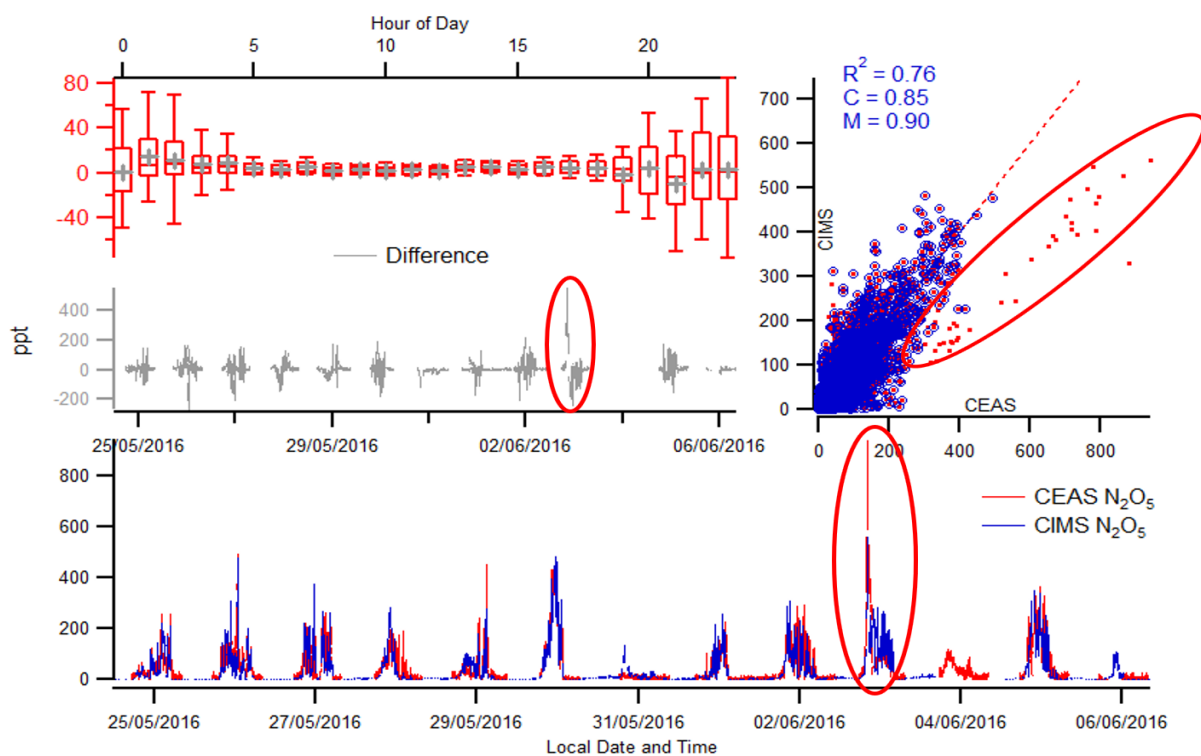 Hour of Day
0 5 10 15 20
80
40
0
-40
Difference
400
200
0
-200
ppt
25/05/2016 29/05/2016 02/06/2016 06/06/2016
R² = 0.76
C = 0.85
M = 0.90
700
600
500
400
300
200
100
0
CIMS
CEAS
0 200 400 600 800
800
600
400
200
0
CEAS N₂O₅
CIMS N₂O₅
25/05/2016 27/05/2016 29/05/2016 31/05/2016 02/06/2016 04/06/2016 06/06/2016
Local Date and Time